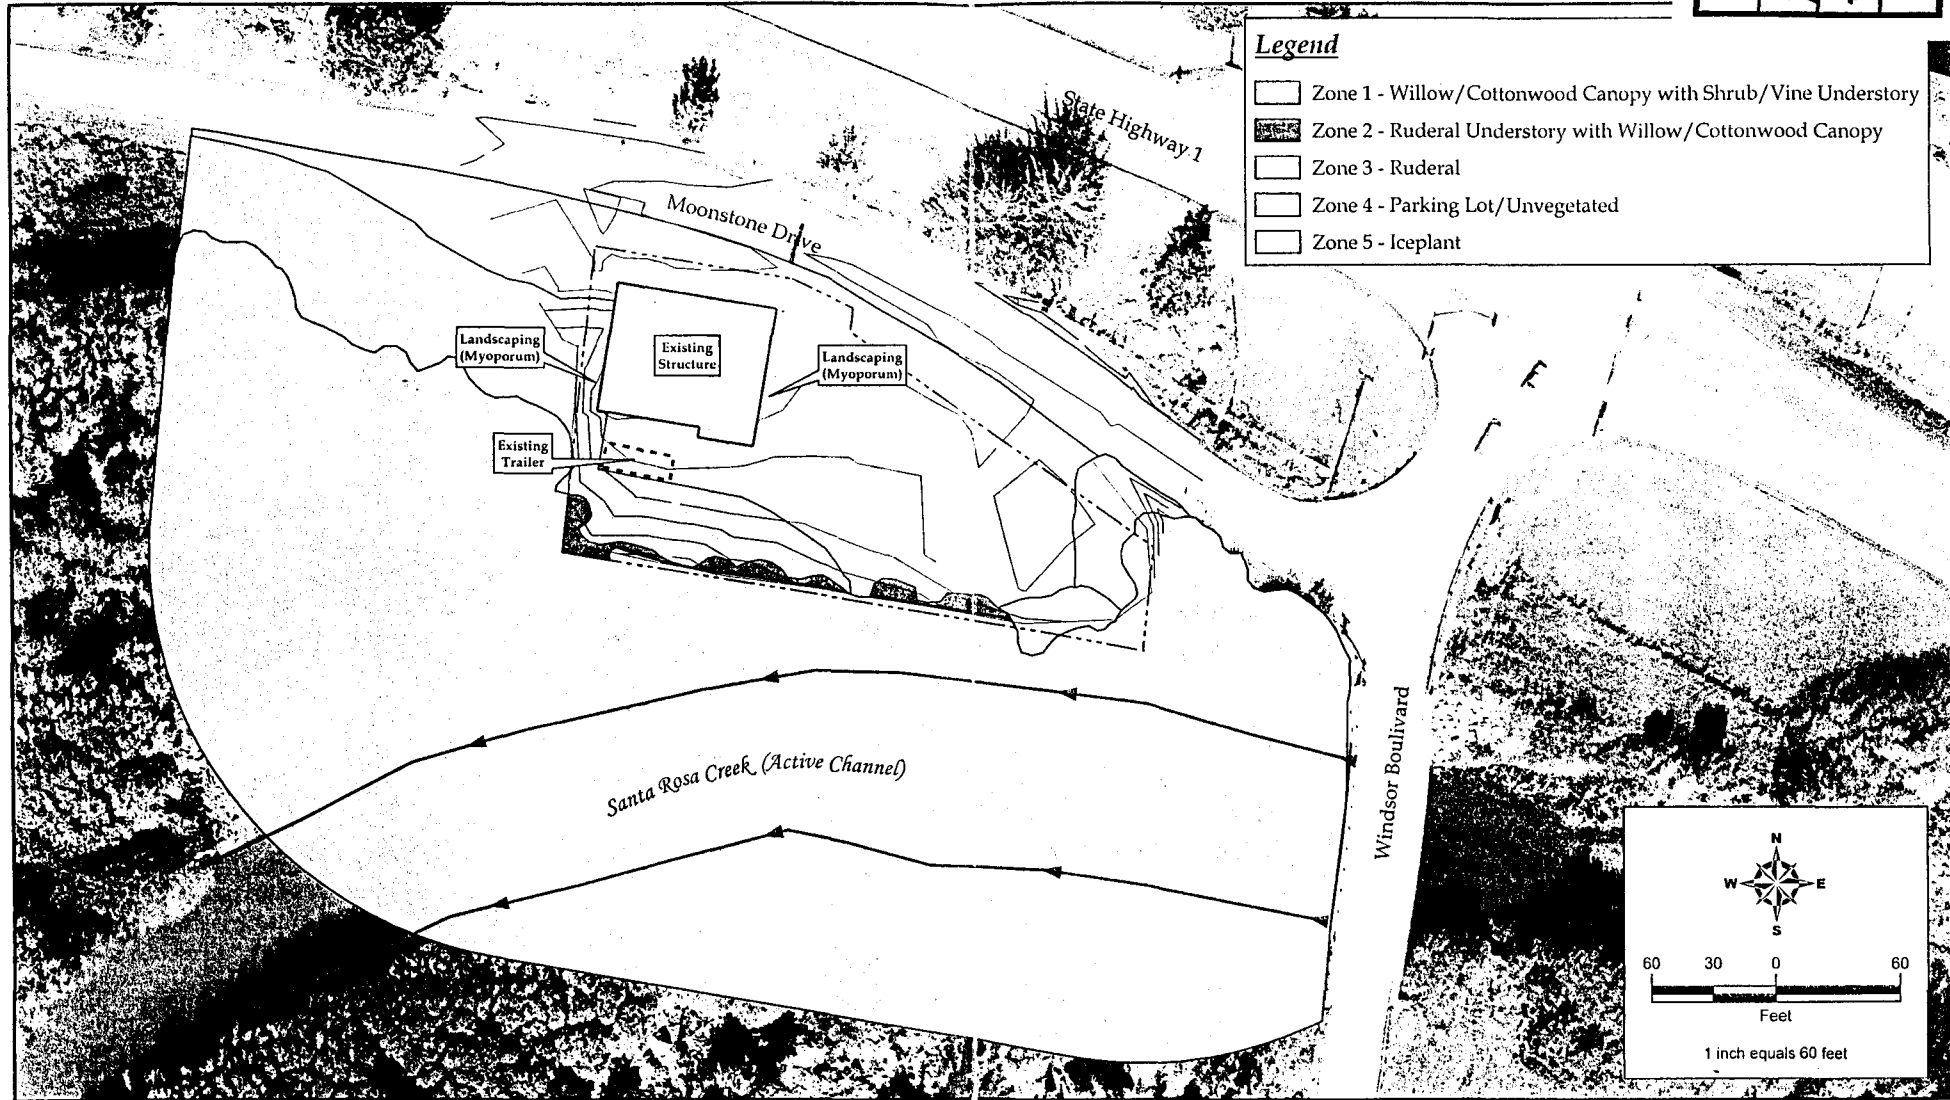 Legend
Zone 1 - Willow/Cottonwood Canopy with Shrub/Vine Understory
Zone 2 - Ruderal Understory with Willow/Cottonwood Canopy
Zone 3 - Ruderal
Zone 4 - Parking Lot/Unvegetated
Zone 5 - Iceplant
State Highway 1
Moonstone Drive
Landscaping
(Myoporum)
Existing
Structure
Landscaping
(Myoporum)
Existing
Trailer
Santa Rosa Creek (Active Channel)
Windsor Boulivard
N
W
E
S
60
30
0
60
Feet
1 inch equals 60 feet